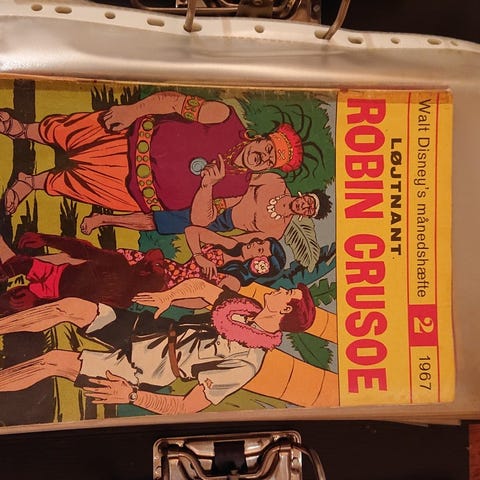 Walt Disney's månedshæfte 2 1967
LØJTNANT
ROBIN CRUSOE